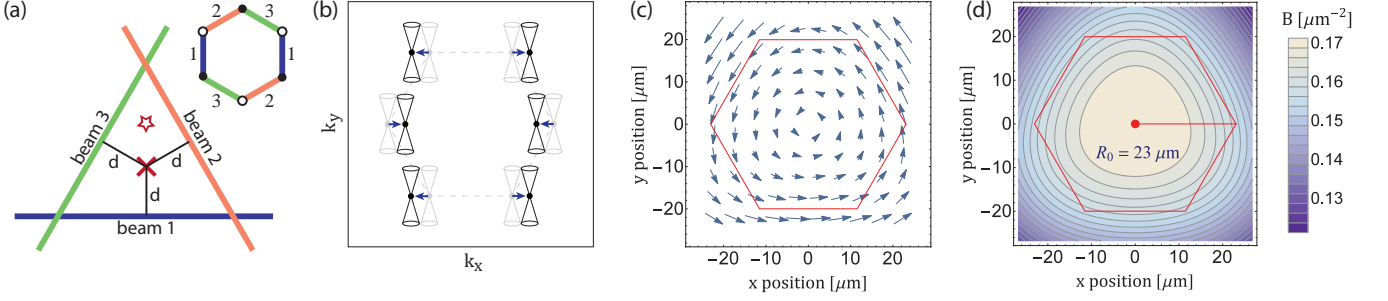 (a)
2
3
1
1
3
2
beam 3
beam 2
d
d
d
beam 1
(b)
k_y
k_x
(c)
20
10
0
−10
−20
y position [μm]
−20
−10
0
10
20
x position [μm]
(d)
20
10
0
−10
−20
y position [μm]
R_0 = 23 μm
−20
−10
0
10
20
x position [μm]
B [μm⁻²]
0.17
0.16
0.15
0.14
0.13